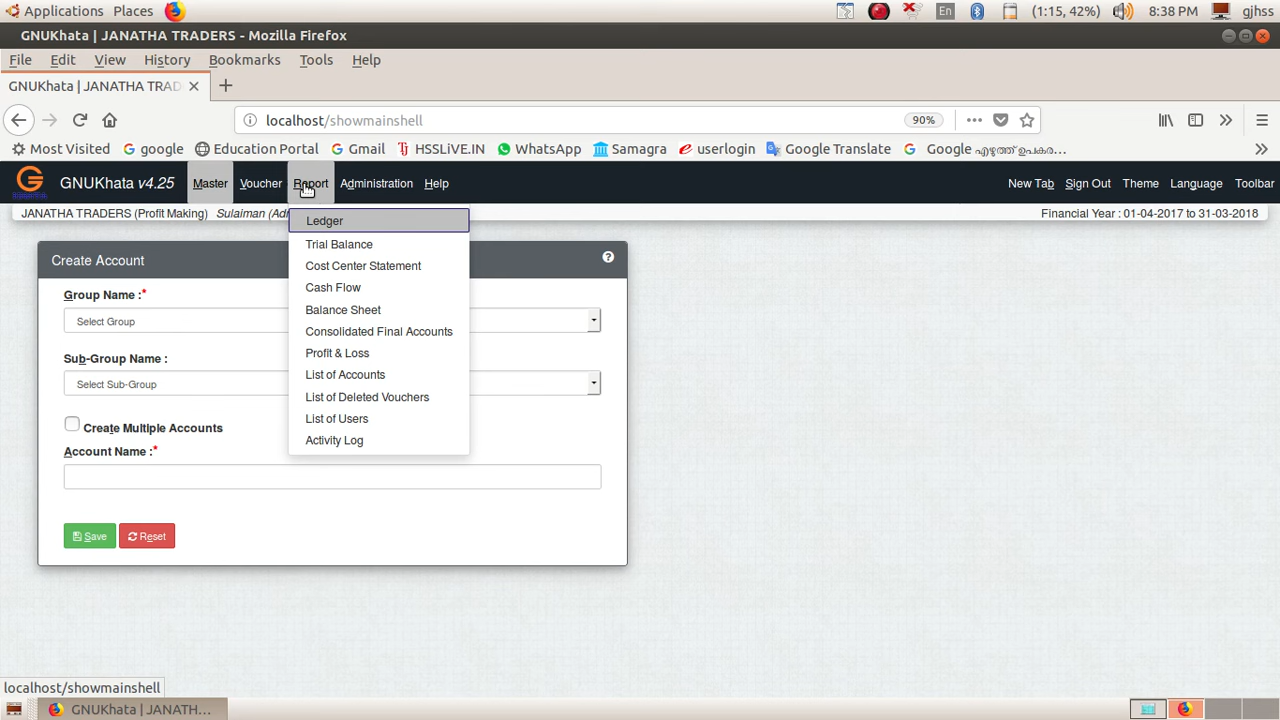 Applications Places En (1:15, 42%) 8:38 PM gjhss
GNUKhata | JANATHA TRADERS - Mozilla Firefox
File Edit View History Bookmarks Tools Help
GNUKhata | JANATHA TRAD
localhost/showmainshell 90%
Most Visited google Education Portal Gmail HSSLiVE.IN WhatsApp Samagra userlogin Google Translate Google എഴുത്ത് ഉപകര...
GNUKhata v4.25 Master Voucher Report Administration Help New Tab Sign Out Theme Language Toolbar
JANATHA TRADERS (Profit Making) Sulaiman Financial Year : 01-04-2017 to 31-03-2018
Ledger
Trial Balance
Cost Center Statement
Cash Flow
Balance Sheet
Consolidated Final Accounts
Profit & Loss
List of Accounts
List of Deleted Vouchers
List of Users
Activity Log
Create Account
Group Name :*
Select Group
Sub-Group Name :
Select Sub-Group
Create Multiple Accounts
Account Name :*
Save Reset
localhost/showmainshell
GNUKhata | JANATH...